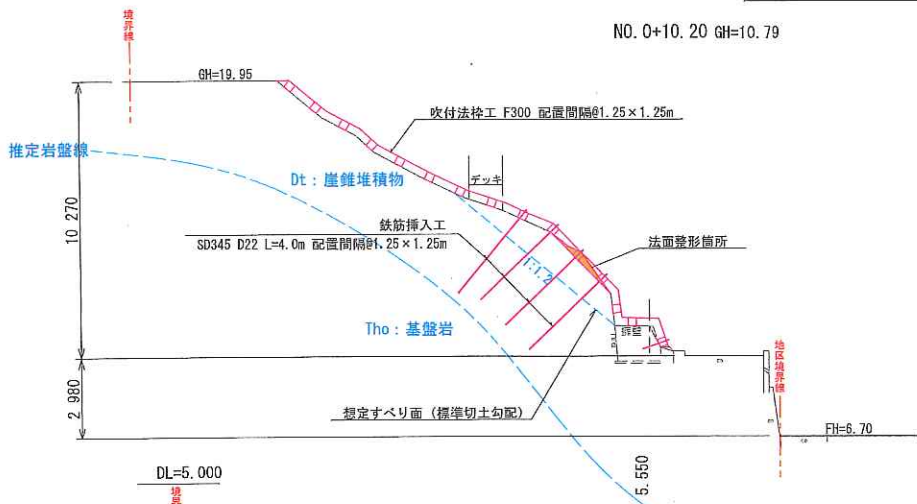 NO. 0+10.20 GH=10.79
境界線
GH=19.95
吹付法枠工 F300 配置間隔@1.25×1.25m
推定岩盤線
Dt：崖錐堆積物
デッキ
鉄筋挿入工
SD345 D22 L=4.0m 配置間隔@1.25×1.25m
法面整形箇所
1:1.2
10 270
Tho：基盤岩
擁壁
地区境界線
2 980
想定すべり面（標準切土勾配）
FH=6.70
DL=5.000
5.550
境界